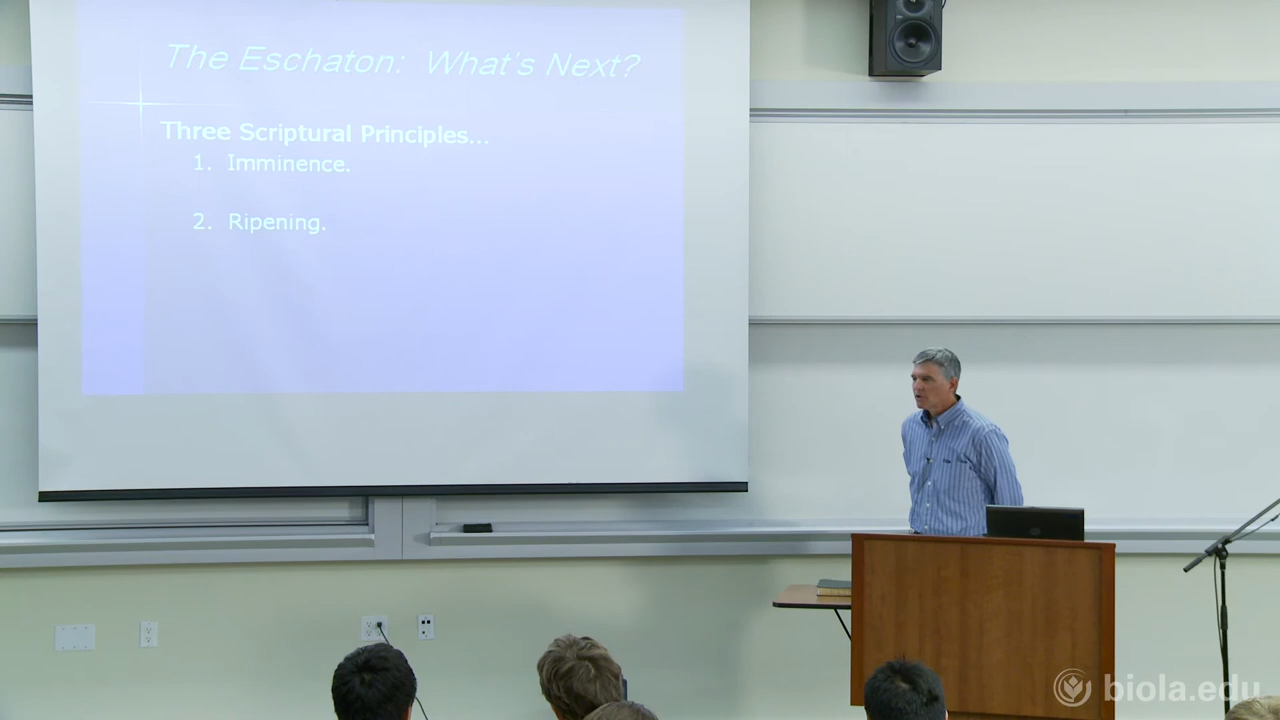 The Eschaton: What's Next?
Three Scriptural Principles...
1. Imminence.
2. Ripening.
biola.edu